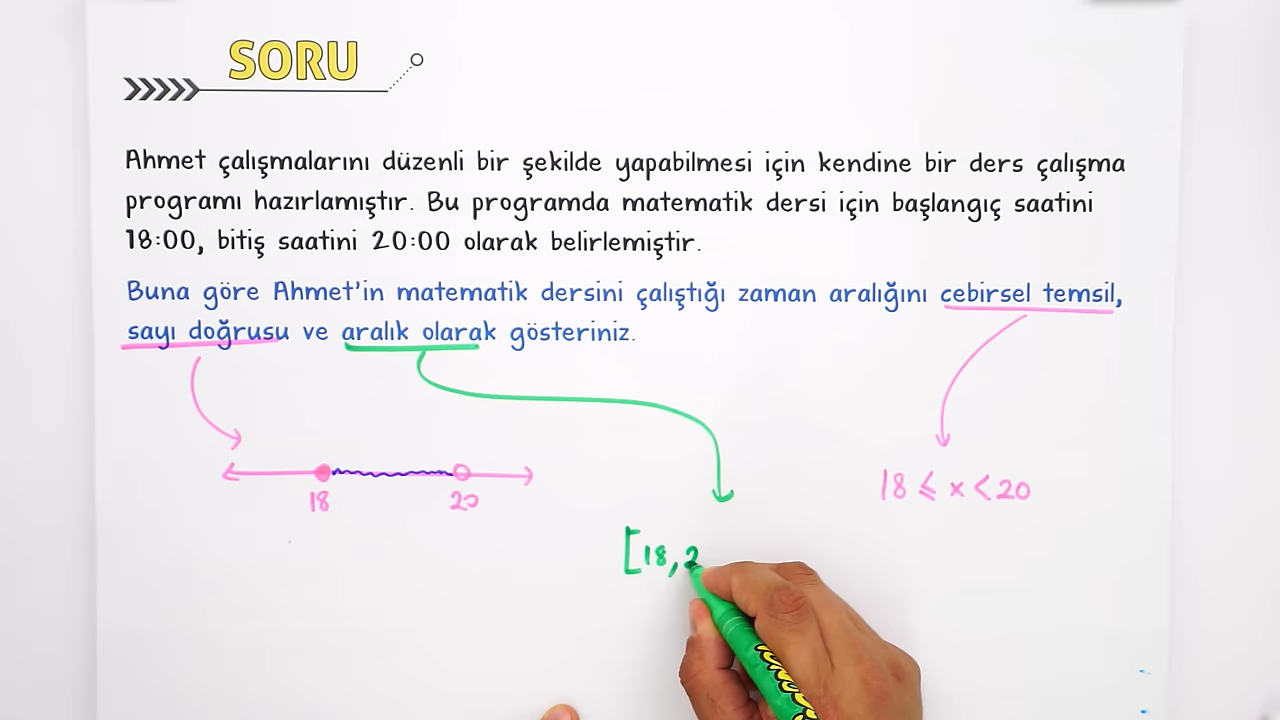 SORU
Ahmet çalışmalarını düzenli bir şekilde yapabilmesi için kendine bir ders çalışma
programı hazırlamıştır. Bu programda matematik dersi için başlangıç saatini
18:00, bitiş saatini 20:00 olarak belirlemiştir.
Buna göre Ahmet'in matematik dersini çalıştığı zaman aralığını cebirsel temsil,
sayı doğrusu ve aralık olarak gösteriniz.
18 20
18 ⩽ x < 20
[18, 2